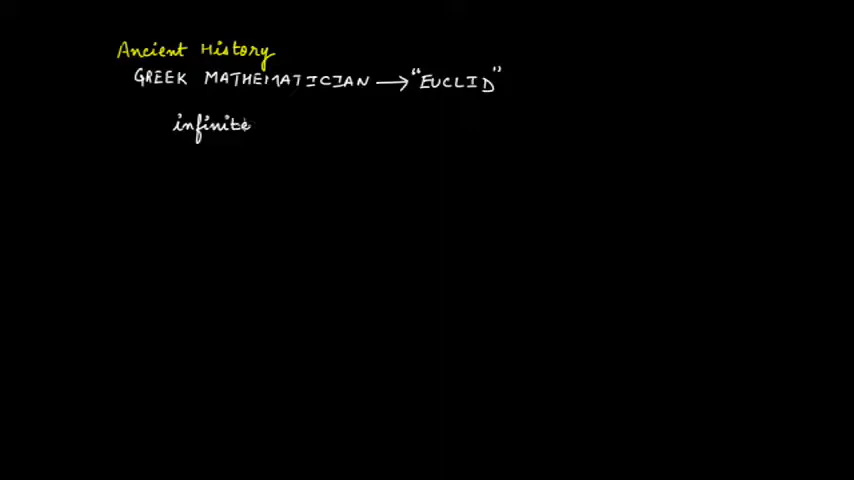 Ancient History
GREEK MATHEMATICIAN → "EUCLID"
infinite